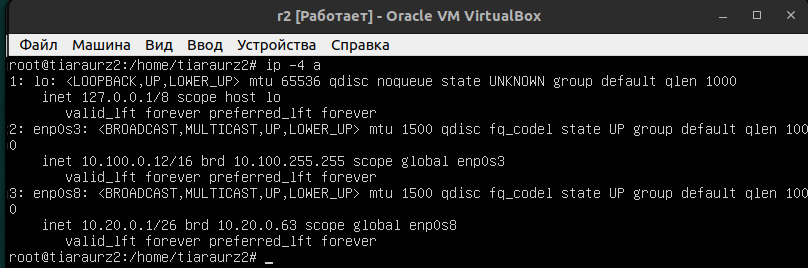 r2 [Работает] - Oracle VM VirtualBox
Файл Машина Вид Ввод Устройства Справка
root@tiaraurz2:/home/tiaraurz2# ip -4 a
1: lo: <LOOPBACK,UP,LOWER_UP> mtu 65536 qdisc noqueue state UNKNOWN group default qlen 1000
    inet 127.0.0.1/8 scope host lo
       valid_lft forever preferred_lft forever
2: enp0s3: <BROADCAST,MULTICAST,UP,LOWER_UP> mtu 1500 qdisc fq_codel state UP group default qlen 100
0
    inet 10.100.0.12/16 brd 10.100.255.255 scope global enp0s3
       valid_lft forever preferred_lft forever
3: enp0s8: <BROADCAST,MULTICAST,UP,LOWER_UP> mtu 1500 qdisc fq_codel state UP group default qlen 100
0
    inet 10.20.0.1/26 brd 10.20.0.63 scope global enp0s8
       valid_lft forever preferred_lft forever
root@tiaraurz2:/home/tiaraurz2# _